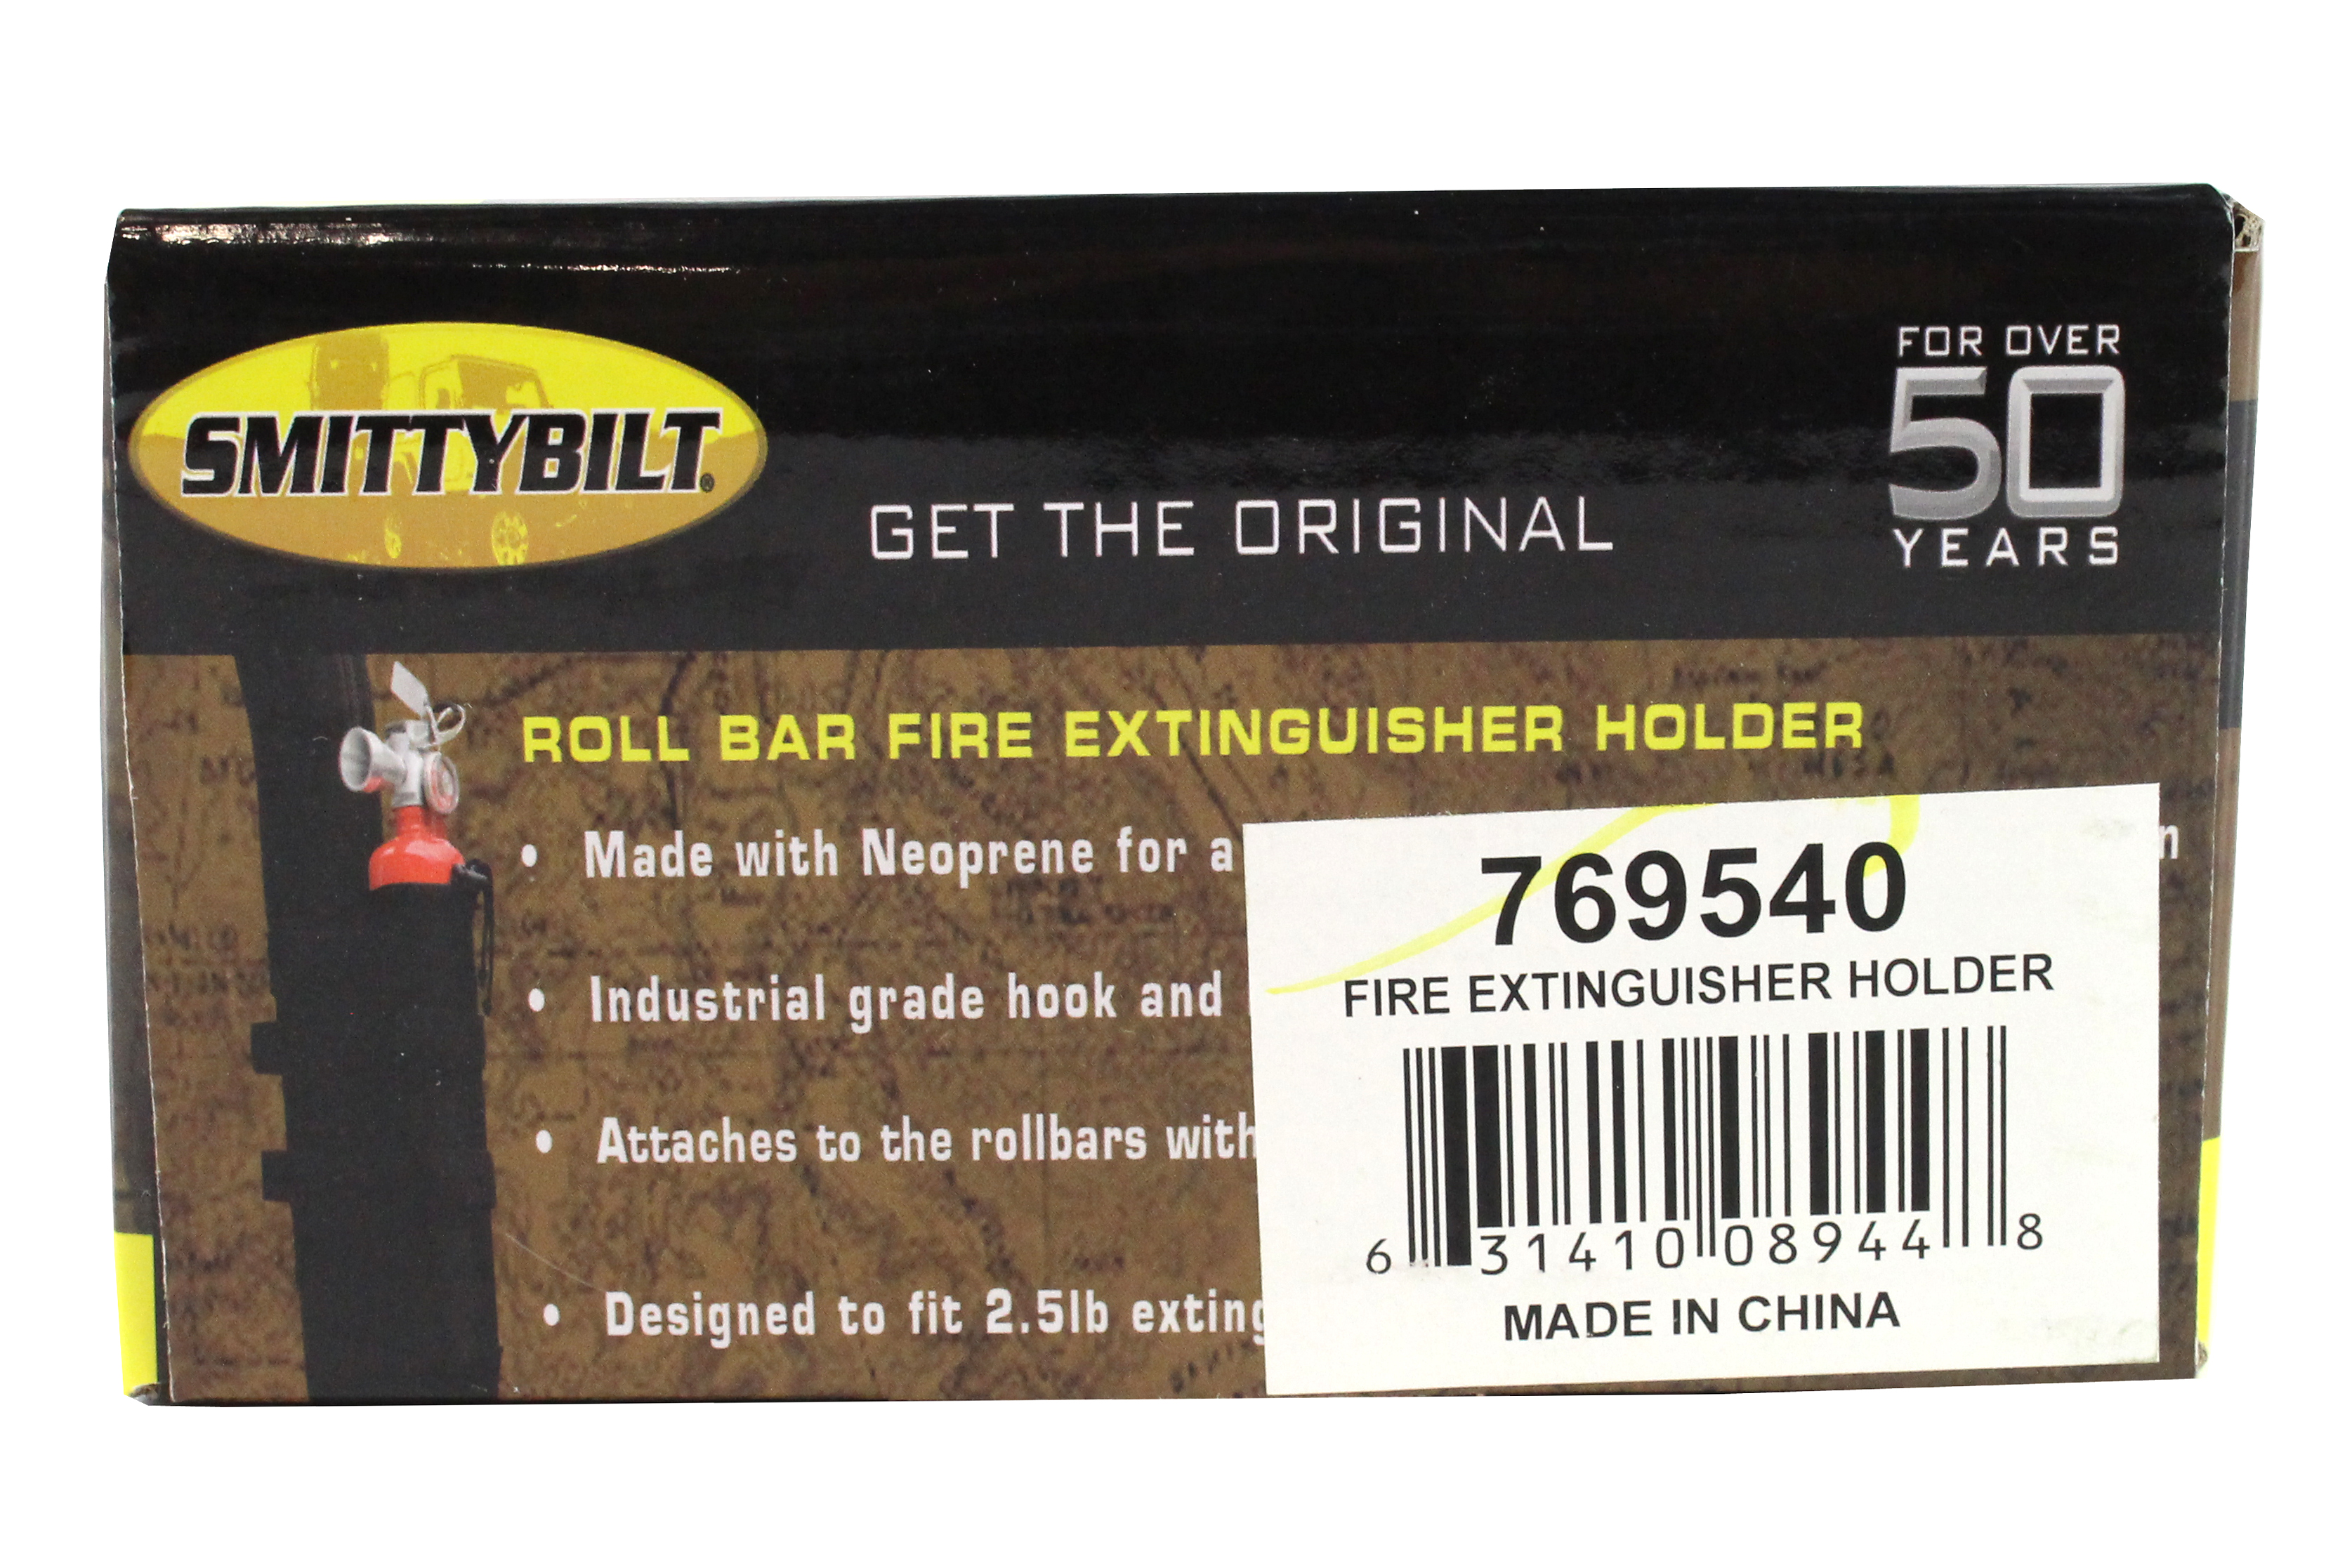 SMITTYBILT®
GET THE ORIGINAL
FOR OVER
50
YEARS
ROLL BAR FIRE EXTINGUISHER HOLDER
• Made with Neoprene for a
• Industrial grade hook and
• Attaches to the rollbars with
• Designed to fit 2.5lb exting
769540
FIRE EXTINGUISHER HOLDER
6 31410 08944 8
MADE IN CHINA